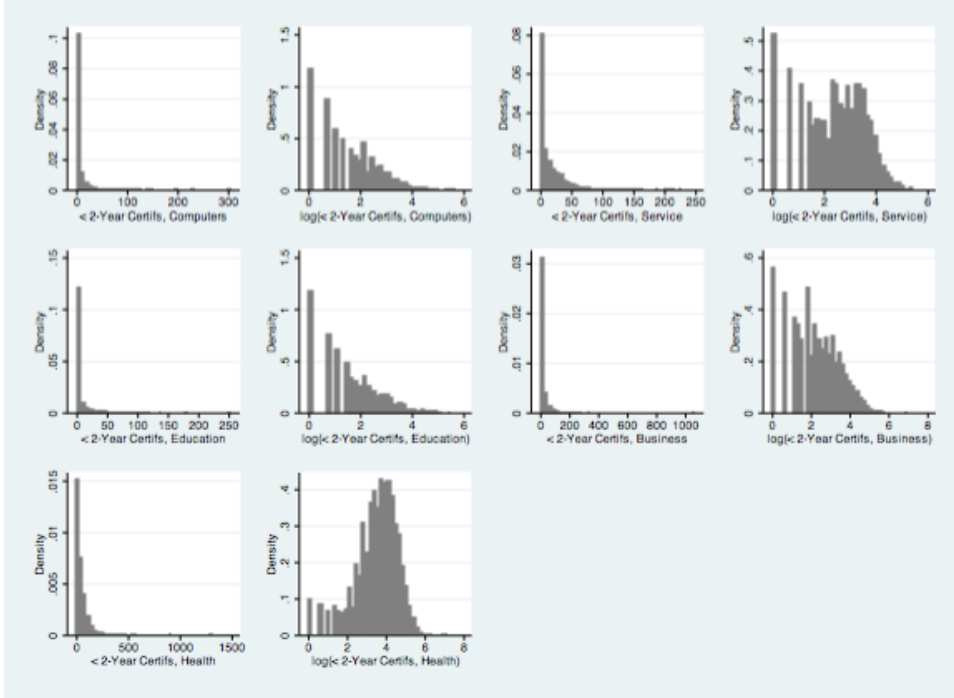 Density
0 .02 .04 .06 .08 .1
0 100 200 300
< 2-Year Certifs, Computers
Density
0 .5 1 1.5
0 2 4 6
log(< 2-Year Certifs, Computers)
Density
0 .02 .04 .06 .08
0 50 100 150 200 250
< 2-Year Certifs, Service
Density
0 .1 .2 .3 .4 .5
0 2 4 6
log(< 2-Year Certifs, Service)
Density
0 .05 .1 .15
0 50 100 150 200 250
< 2-Year Certifs, Education
Density
0 .5 1 1.5
0 2 4 6
log(< 2-Year Certifs, Education)
Density
0 .01 .02 .03
0 200 400 600 800 1000
< 2-Year Certifs, Business
Density
0 .2 .4 .6
0 2 4 6 8
log(< 2-Year Certifs, Business)
Density
0 .005 .01 .015
0 500 1000 1500
< 2-Year Certifs, Health
Density
0 .1 .2 .3 .4
0 2 4 6 8
log(< 2-Year Certifs, Health)